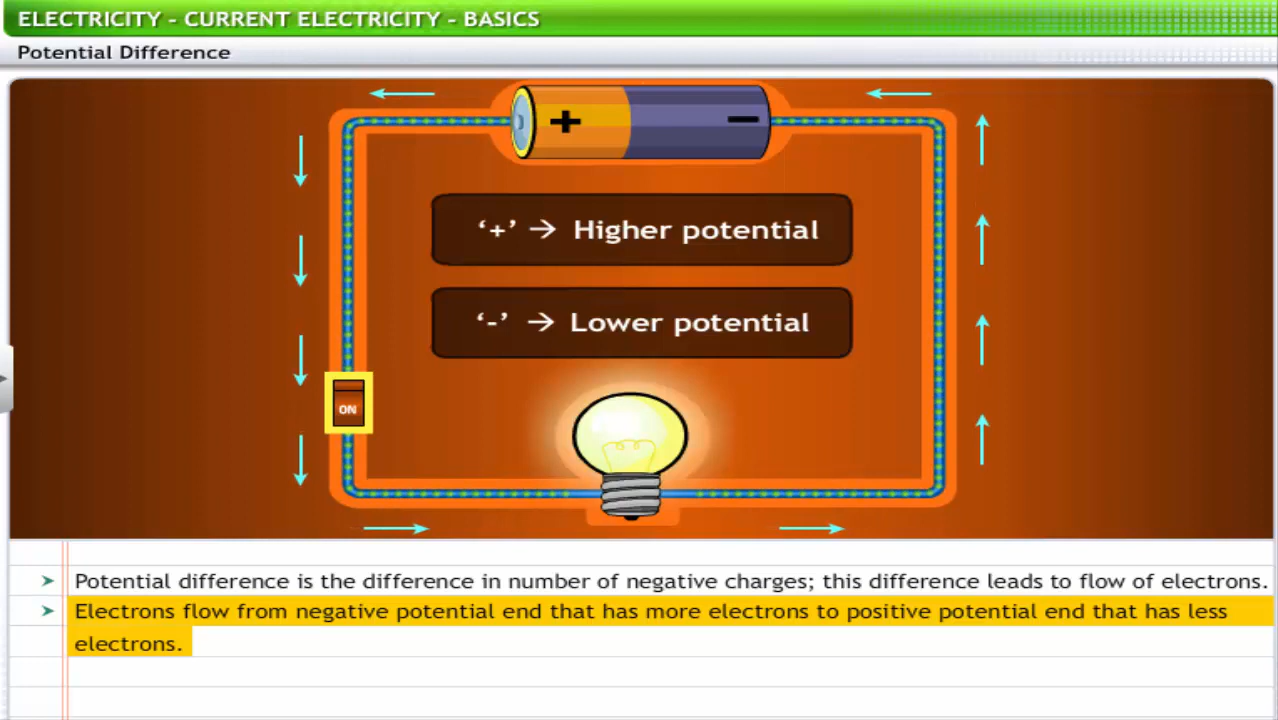 ELECTRICITY - CURRENT ELECTRICITY - BASICS
Potential Difference
+ −
‘+’ → Higher potential
‘-’ → Lower potential
ON
➤ Potential difference is the difference in number of negative charges; this difference leads to flow of electrons.
➤ Electrons flow from negative potential end that has more electrons to positive potential end that has less
electrons.